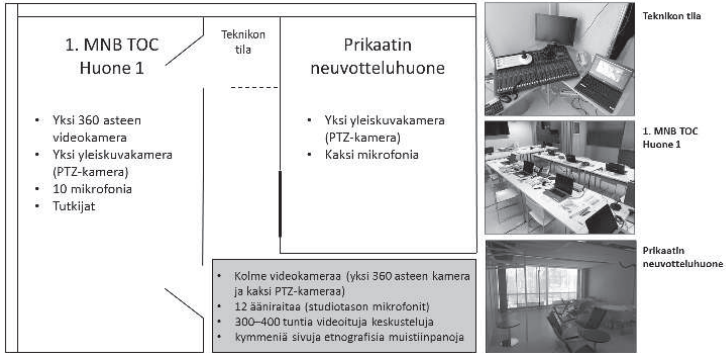 1. MNB TOC
Huone 1
• Yksi 360 asteen
videokamera
• Yksi yleiskuvakamera
(PTZ-kamera)
• 10 mikrofonia
• Tutkijat
Teknikon
tila
Prikaatin
neuvotteluhuone
• Yksi yleiskuvakamera
(PTZ-kamera)
• Kaksi mikrofonia
• Kolme videokameraa (yksi 360 asteen kamera
ja kaksi PTZ-kameraa)
• 12 ääniraitaa (studiotason mikrofonit)
• 300–400 tuntia videoituja keskusteluja
• kymmeniä sivuja etnografisia muistiinpanoja
Teknikon tila
1. MNB TOC
Huone 1
Prikaatin
neuvotteluhuone